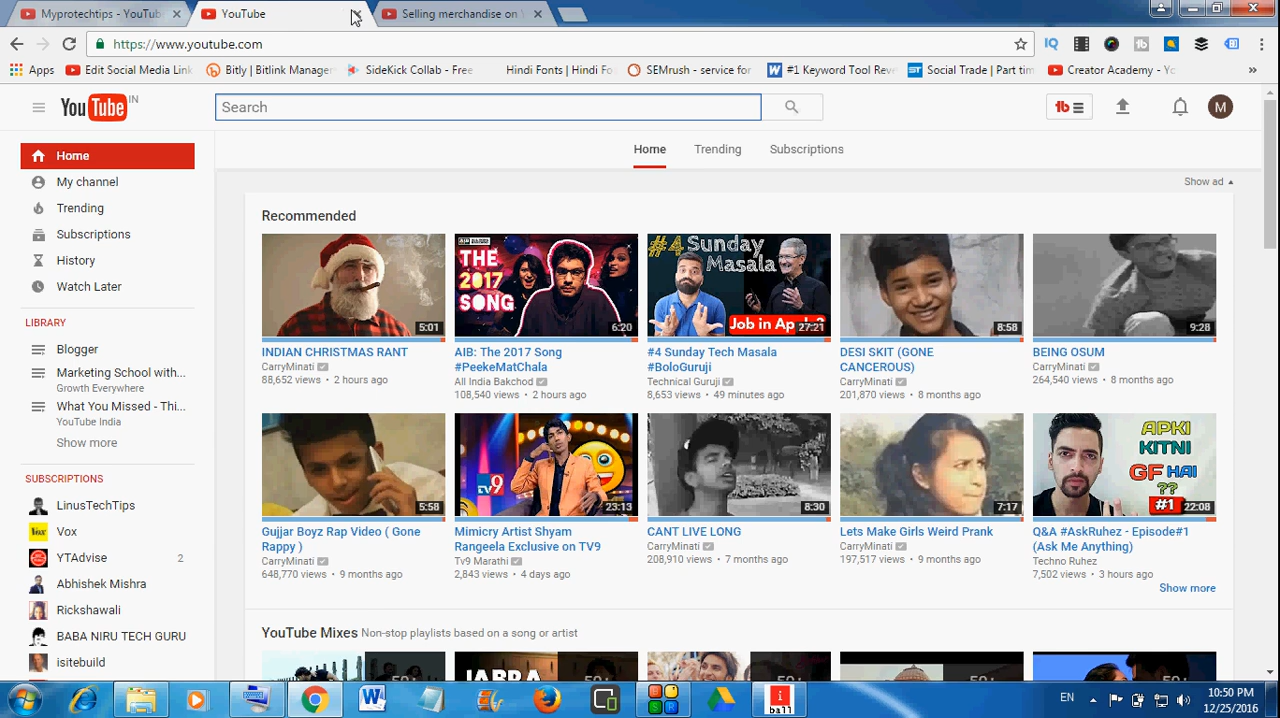 Myprotechtips - YouTub
YouTube
Selling merchandise on Y
https://www.youtube.com
Apps
Edit Social Media Link
Bitly | Bitlink Manager
SideKick Collab - Free
Hindi Fonts | Hindi Fo
SEMrush - service for
#1 Keyword Tool Reve
Social Trade | Part tim
Creator Academy - Yo
YouTube IN
Search
Home
Trending
Subscriptions
Show ad
Home
My channel
Trending
Subscriptions
History
Watch Later
LIBRARY
Blogger
Marketing School with...
Growth Everywhere
What You Missed - Thi...
YouTube India
Show more
SUBSCRIPTIONS
LinusTechTips
Vox
YTAdvise 2
Abhishek Mishra
Rickshawali
BABA NIRU TECH GURU
isitebuild
Recommended
5:01
INDIAN CHRISTMAS RANT
CarryMinati
88,652 views • 2 hours ago
THE
2017
SONG
6:20
AIB: The 2017 Song
#PeekeMatChala
All India Bakchod
108,540 views • 2 hours ago
#4 Sunday
Masala
Job in Apple?
27:21
#4 Sunday Tech Masala
#BoloGuruji
Technical Guruji
8,653 views • 49 minutes ago
8:58
DESI SKIT (GONE
CANCEROUS)
CarryMinati
201,870 views • 8 months ago
9:28
BEING OSUM
CarryMinati
264,540 views • 8 months ago
5:58
Gujjar Boyz Rap Video ( Gone
Rappy )
CarryMinati
648,770 views • 9 months ago
TV9
23:13
Mimicry Artist Shyam
Rangeela Exclusive on TV9
Tv9 Marathi
2,843 views • 4 days ago
8:30
CANT LIVE LONG
CarryMinati
208,910 views • 7 months ago
7:17
Lets Make Girls Weird Prank
CarryMinati
197,517 views • 9 months ago
APKI
KITNI
GF HAI
??
#1
22:08
Q&A #AskRuhez - Episode#1
(Ask Me Anything)
Techno Ruhez
7,502 views • 3 hours ago
Show more
YouTube Mixes Non-stop playlists based on a song or artist
EN
10:50 PM
12/25/2016